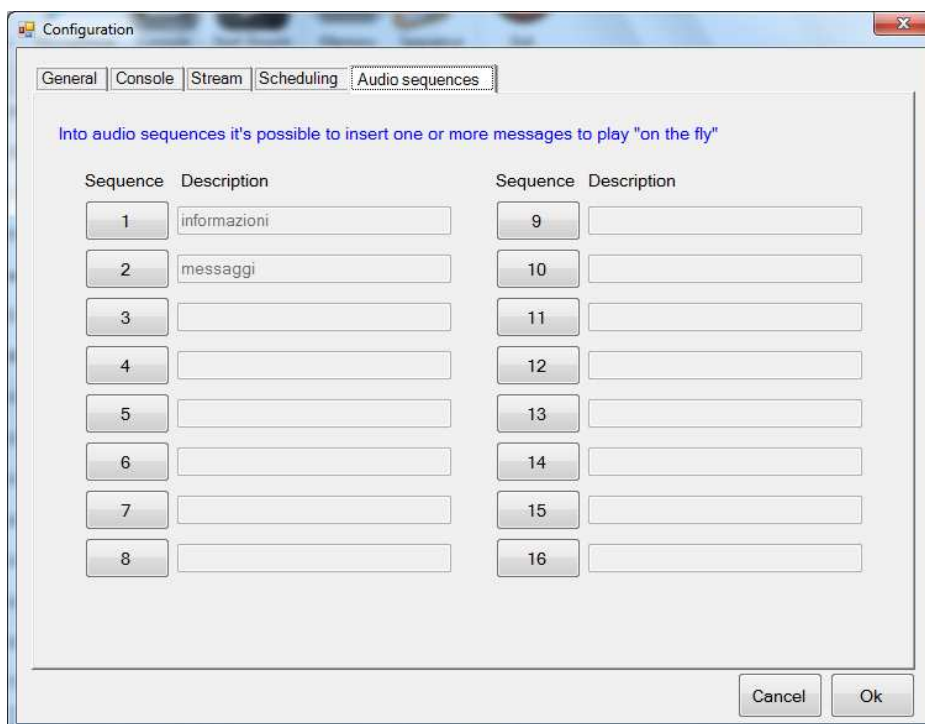 Configuration
General Console Stream Scheduling Audio sequences
Into audio sequences it's possible to insert one or more messages to play "on the fly"
Sequence Description Sequence Description
1 informazioni 9
2 messaggi 10
3 11
4 12
5 13
6 14
7 15
8 16
Cancel Ok